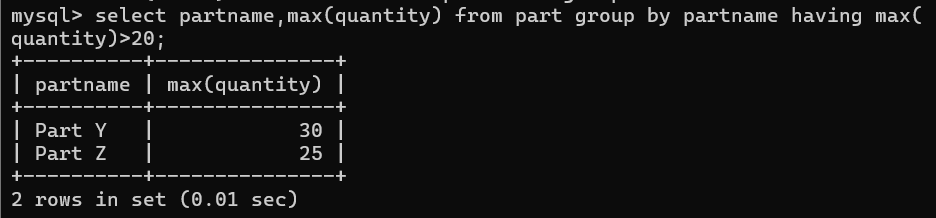 mysql> select partname,max(quantity) from part group by partname having max(
quantity)>20;
+----------+---------------+
| partname | max(quantity) |
+----------+---------------+
| Part Y   |            30 |
| Part Z   |            25 |
+----------+---------------+
2 rows in set (0.01 sec)